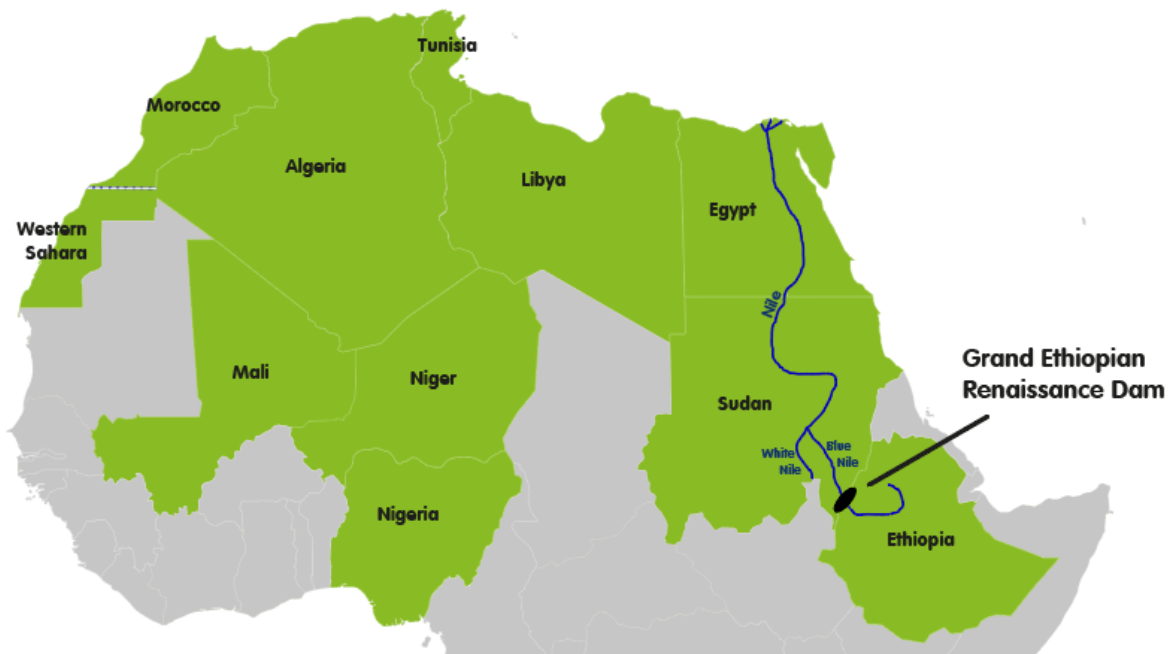 Tunisia
Morocco
Algeria
Libya
Egypt
Western
Sahara
Nile
Mali
Niger
Sudan
Grand Ethiopian
Renaissance Dam
White
Nile
Blue
Nile
Nigeria
Ethiopia